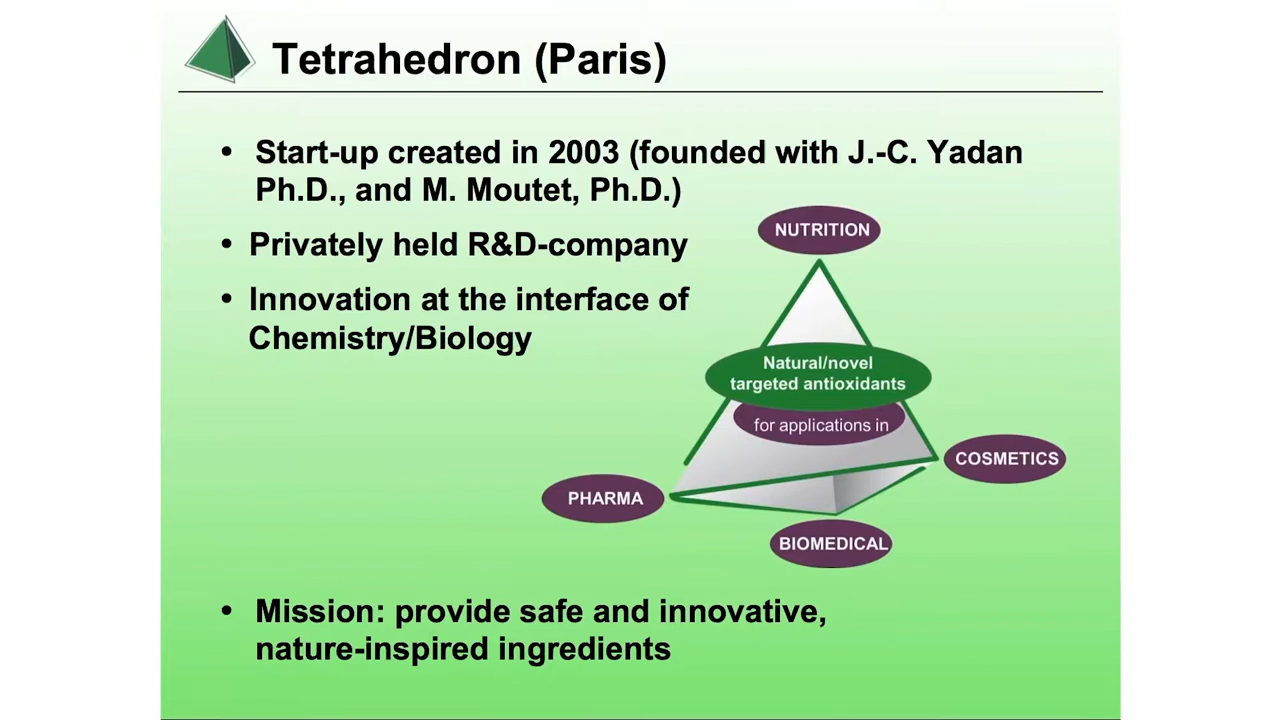 Tetrahedron (Paris)
• Start-up created in 2003 (founded with J.-C. Yadan
Ph.D., and M. Moutet, Ph.D.)
• Privately held R&D-company
• Innovation at the interface of
Chemistry/Biology
NUTRITION
Natural/novel
targeted antioxidants
for applications in
COSMETICS
PHARMA
BIOMEDICAL
• Mission: provide safe and innovative,
nature-inspired ingredients